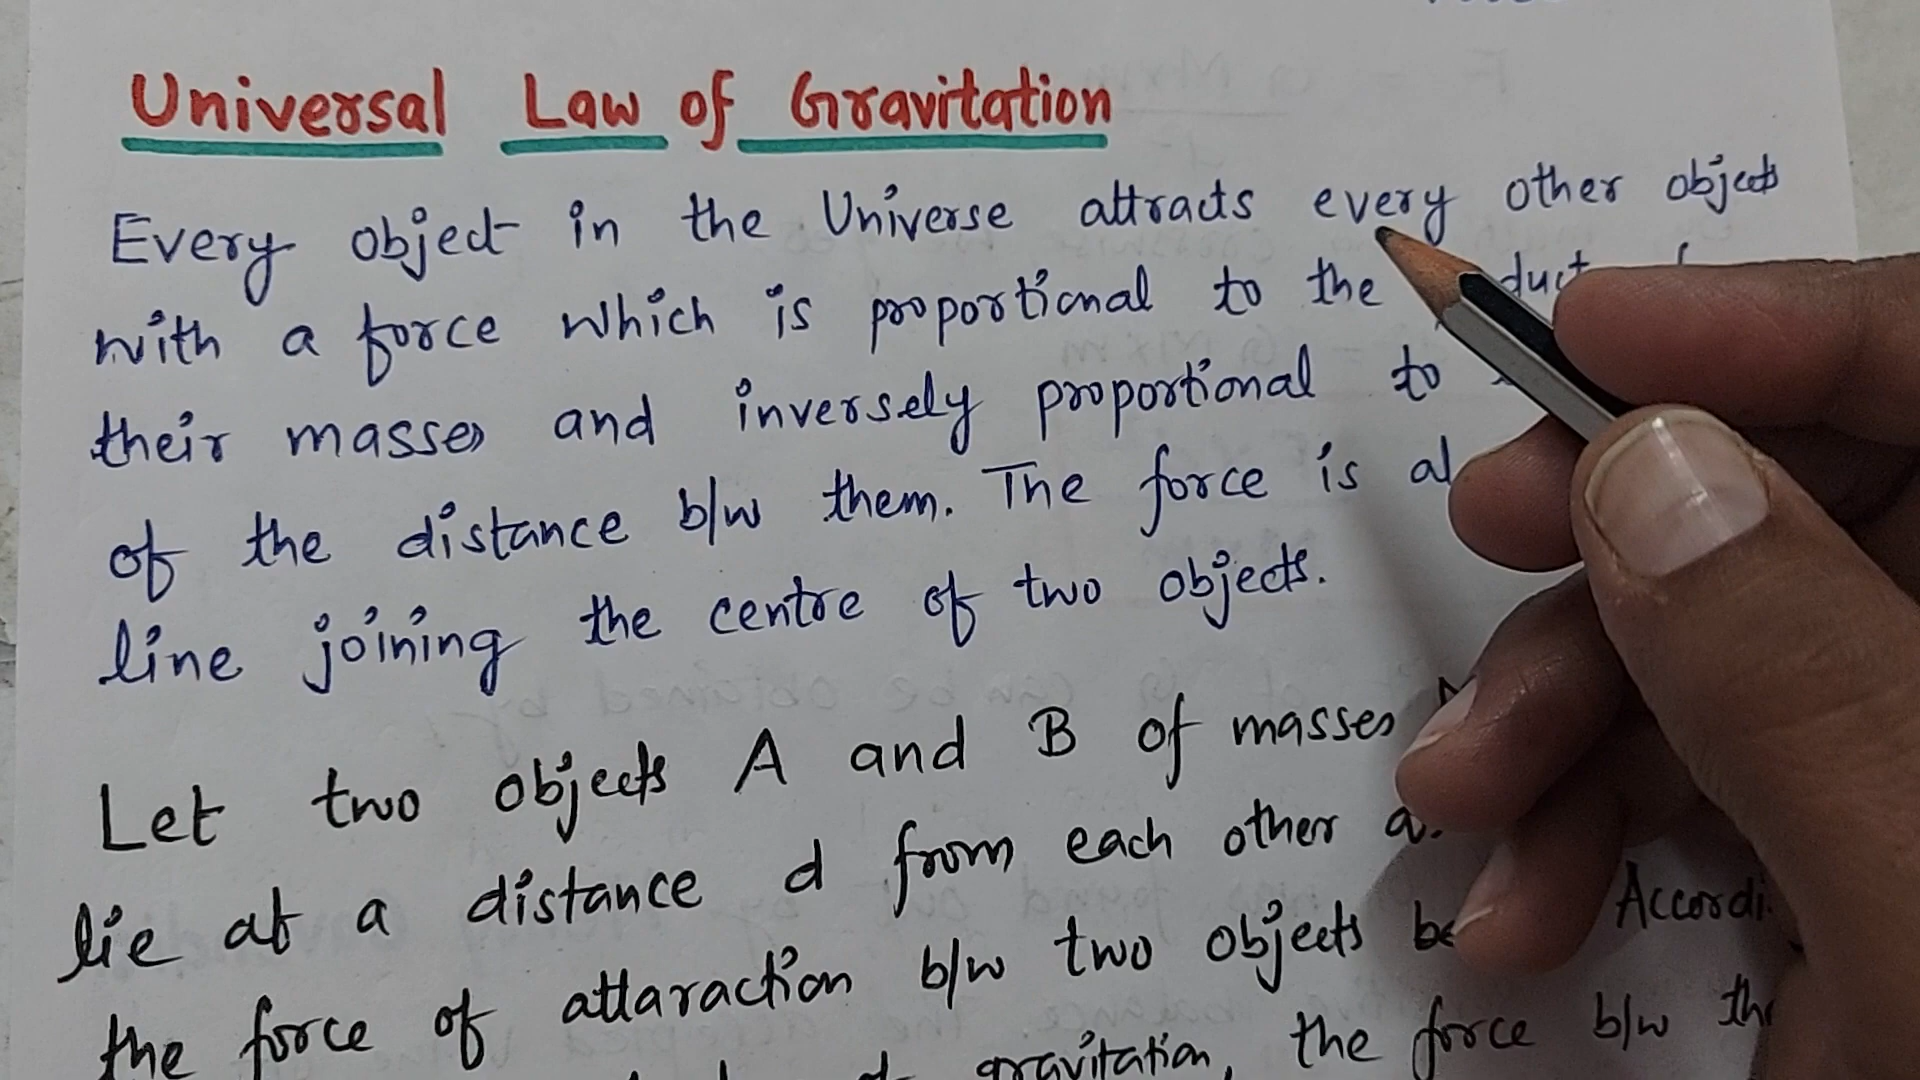 Universal Law of Gravitation
Every object in the Universe attracts every other objects
with a force which is proportional to the
their masses and inversely proportional to
of the distance b/w them. The force is
line joining the centre of two objects.
Let two objects A and B of masses
lie at a distance d from each other
the force of attaraction b/w two objects Accordi
gravitation, the force b/w